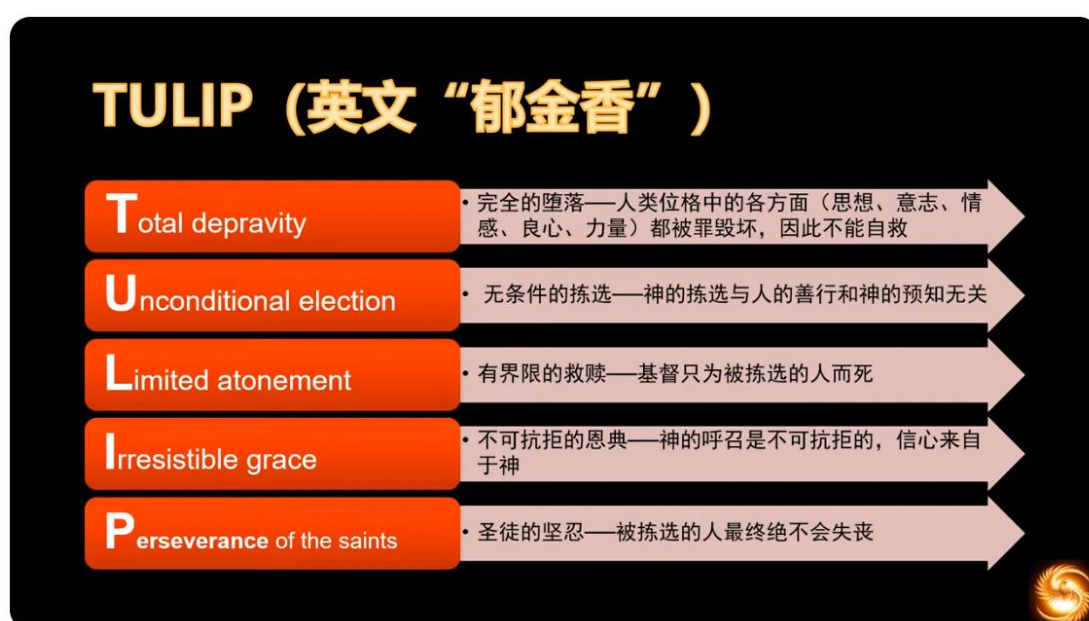 TULIP（英文“郁金香”）
Total depravity
• 完全的堕落——人类位格中的各方面（思想、意志、情
感、良心、力量）都被罪毁坏，因此不能自救
Unconditional election
• 无条件的拣选——神的拣选与人的善行和神的预知无关
Limited atonement
• 有界限的救赎——基督只为被拣选的人而死
Irresistible grace
• 不可抗拒的恩典——神的呼召是不可抗拒的，信心来自
于神
Perseverance of the saints
• 圣徒的坚忍——被拣选的人最终绝不会失丧